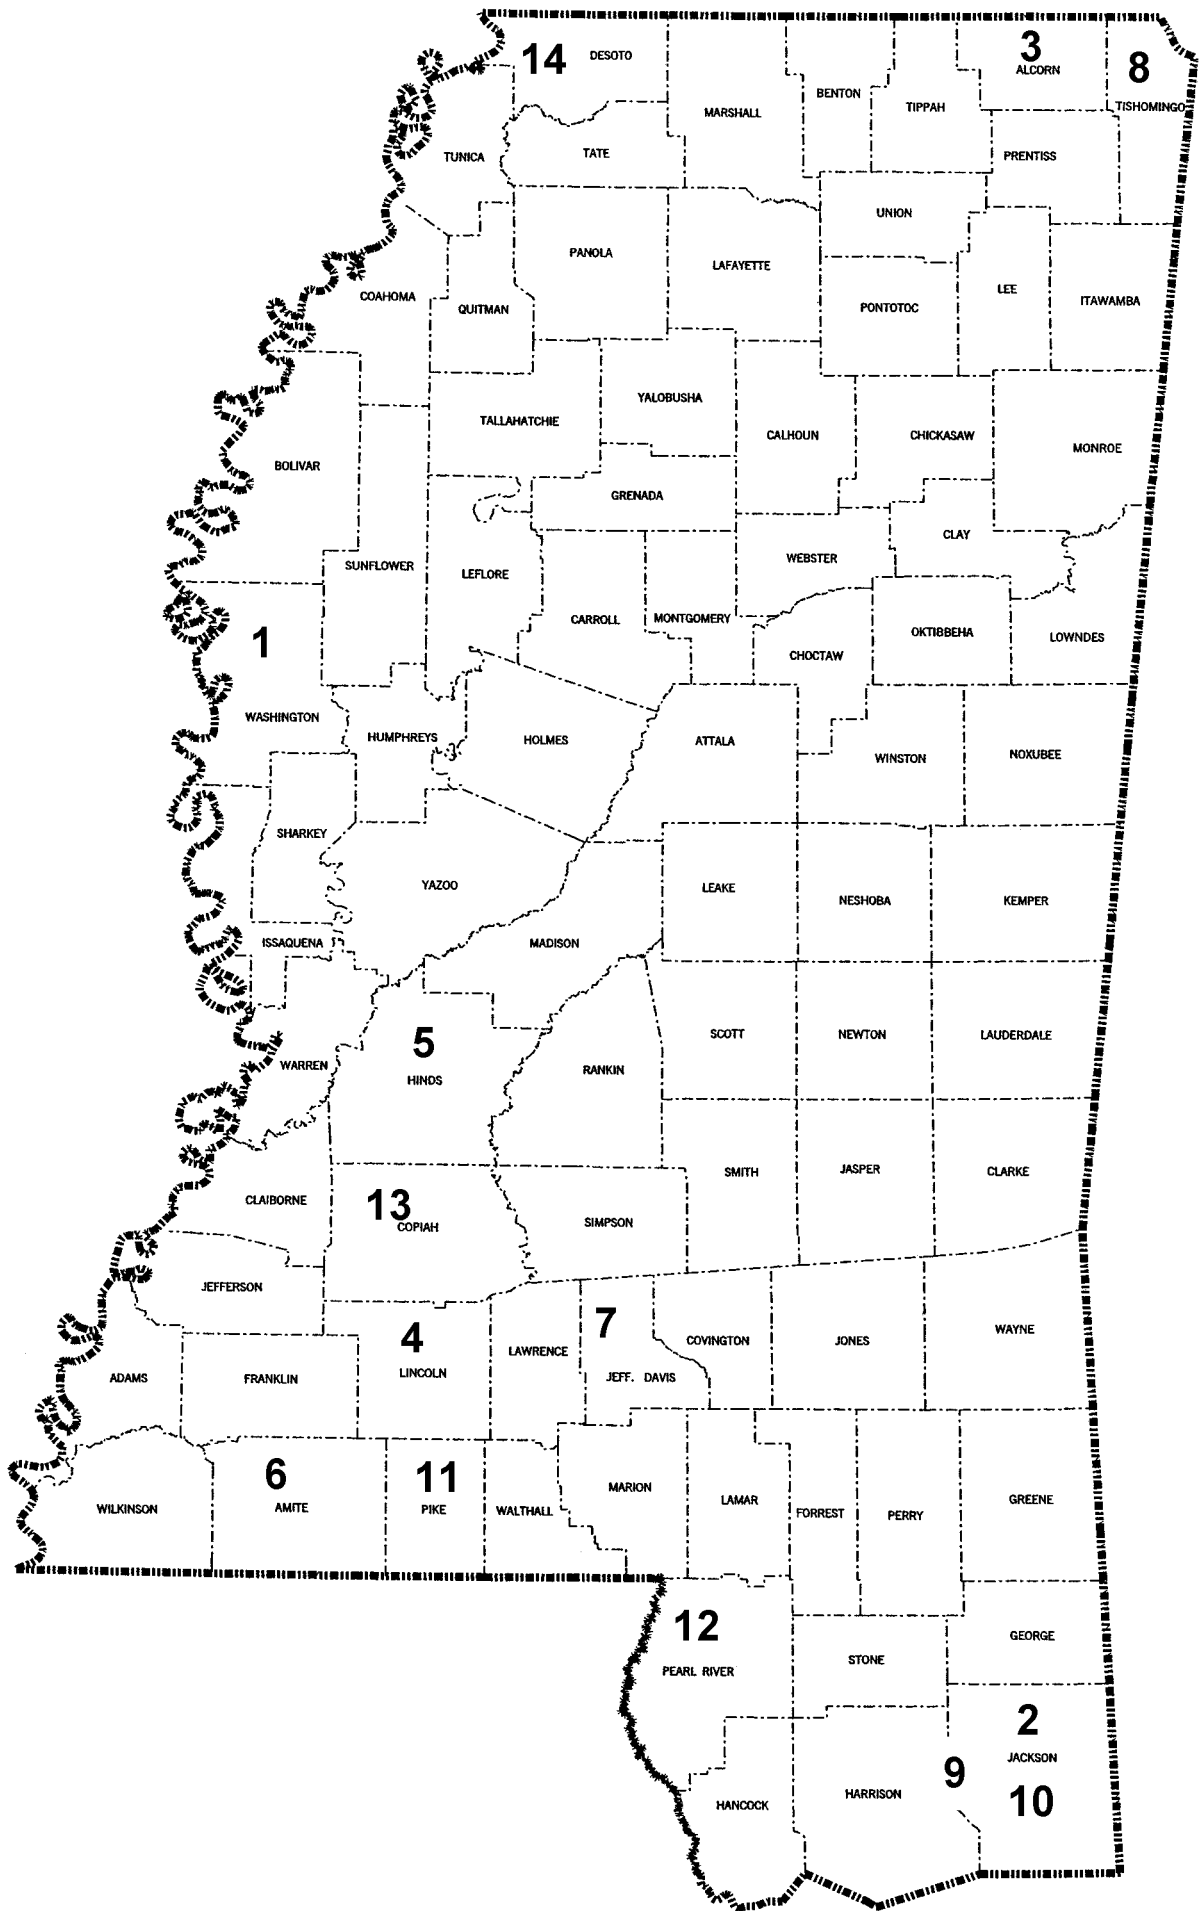 14
DESOTO
3
ALCORN
8
TISHOMINGO
MARSHALL
BENTON
TIPPAH
TUNICA
TATE
PRENTISS
UNION
PANOLA
LAFAYETTE
COAHOMA
QUITMAN
PONTOTOC
LEE
ITAWAMBA
TALLAHATCHIE
YALOBUSHA
CALHOUN
CHICKASAW
MONROE
BOLIVAR
GRENADA
SUNFLOWER
LEFLORE
WEBSTER
CLAY
1
CARROLL
MONTGOMERY
CHOCTAW
OKTIBBEHA
LOWNDES
WASHINGTON
HUMPHREYS
HOLMES
ATTALA
WINSTON
NOXUBEE
SHARKEY
YAZOO
LEAKE
NESHOBA
KEMPER
ISSAQUENA
MADISON
5
WARREN
HINDS
RANKIN
SCOTT
NEWTON
LAUDERDALE
CLAIBORNE
13
COPIAH
SIMPSON
SMITH
JASPER
CLARKE
JEFFERSON
4
LINCOLN
LAWRENCE
7
JEFF. DAVIS
COVINGTON
JONES
WAYNE
ADAMS
FRANKLIN
WILKINSON
6
AMITE
11
PIKE
WALTHALL
MARION
LAMAR
FORREST
PERRY
GREENE
12
PEARL RIVER
STONE
GEORGE
2
JACKSON
9
10
HANCOCK
HARRISON